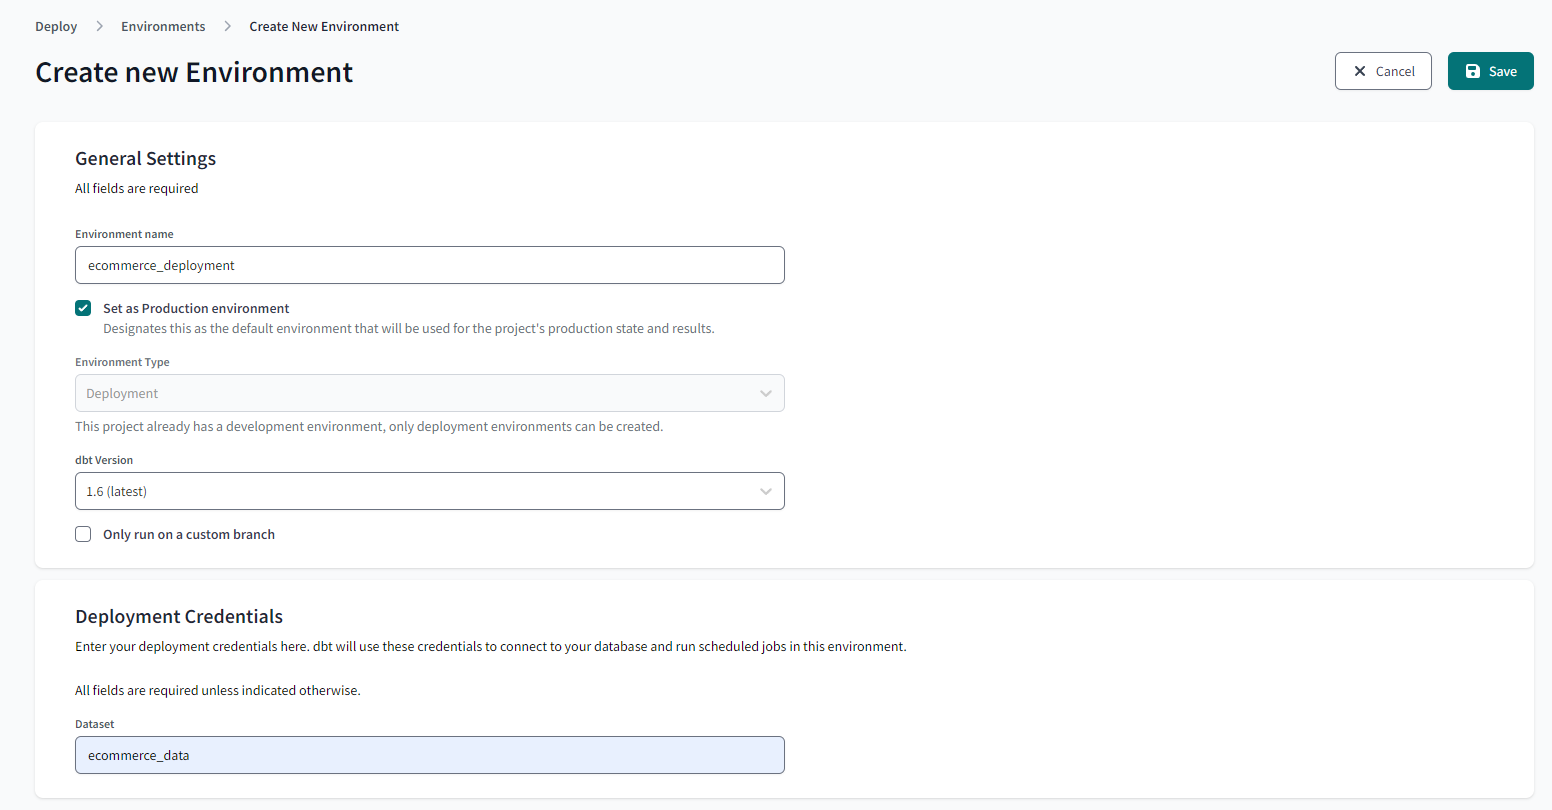 Deploy > Environments > Create New Environment
Create new Environment
Cancel
Save
General Settings
All fields are required
Environment name
ecommerce_deployment
Set as Production environment
Designates this as the default environment that will be used for the project's production state and results.
Environment Type
Deployment
This project already has a development environment, only deployment environments can be created.
dbt Version
1.6 (latest)
Only run on a custom branch
Deployment Credentials
Enter your deployment credentials here. dbt will use these credentials to connect to your database and run scheduled jobs in this environment.
All fields are required unless indicated otherwise.
Dataset
ecommerce_data